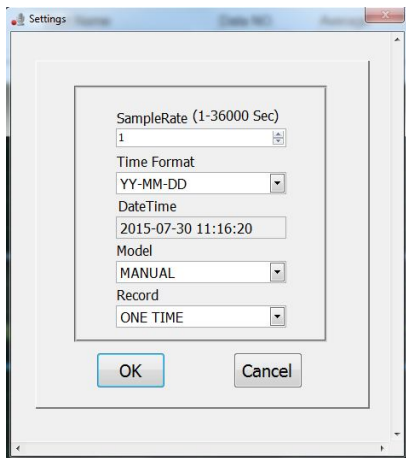 Settings
SampleRate (1-36000 Sec)
1
Time Format
YY-MM-DD
DateTime
2015-07-30 11:16:20
Model
MANUAL
Record
ONE TIME
OK Cancel